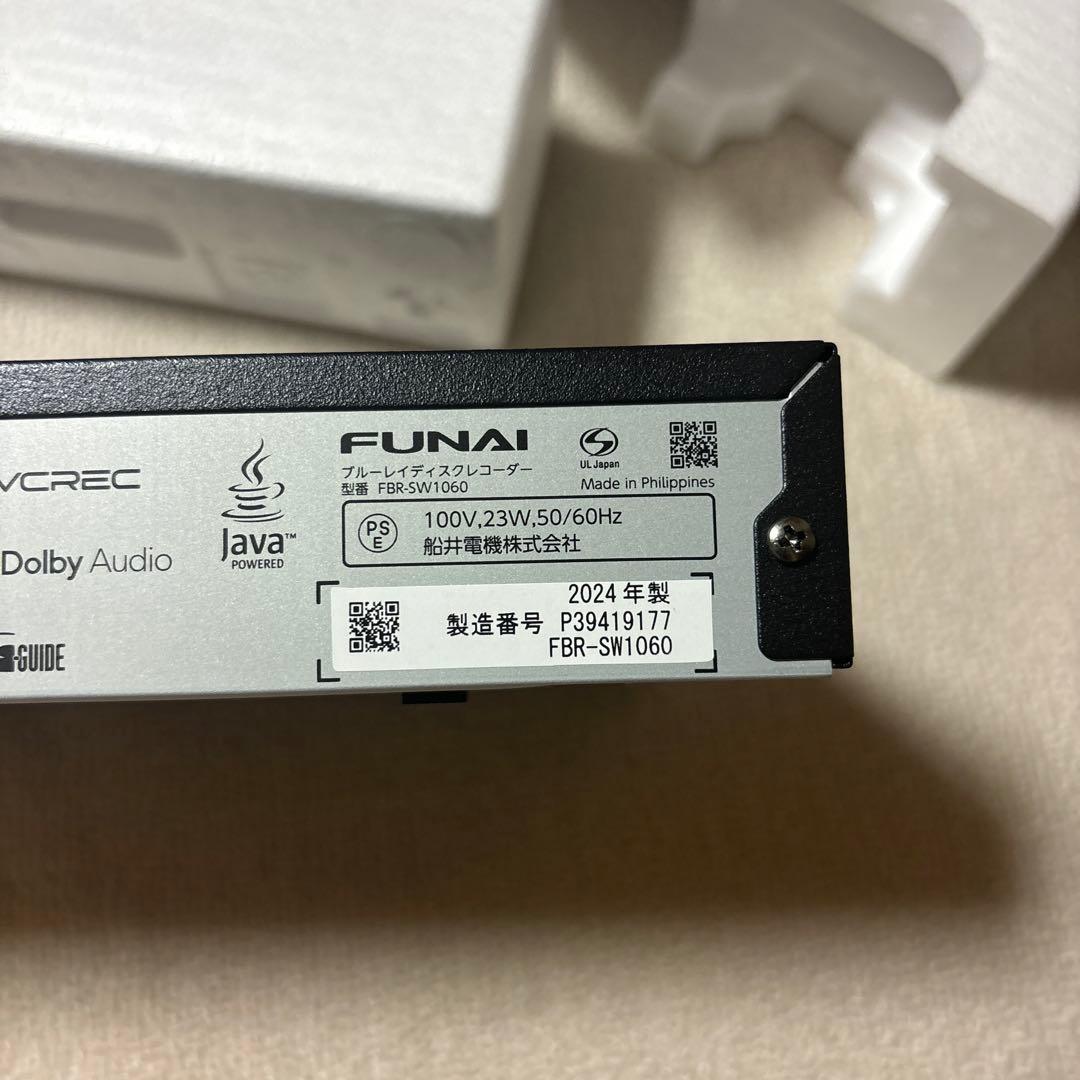 VCREC
Dolby Audio
G-GUIDE
Java™
POWERED
FUNAI
ブルーレイディスクレコーダー
型番 FBR-SW1060
UL Japan
Made in Philippines
PS
E
100V,23W,50/60Hz
船井電機株式会社
2024 年製
製造番号 P39419177
FBR-SW1060